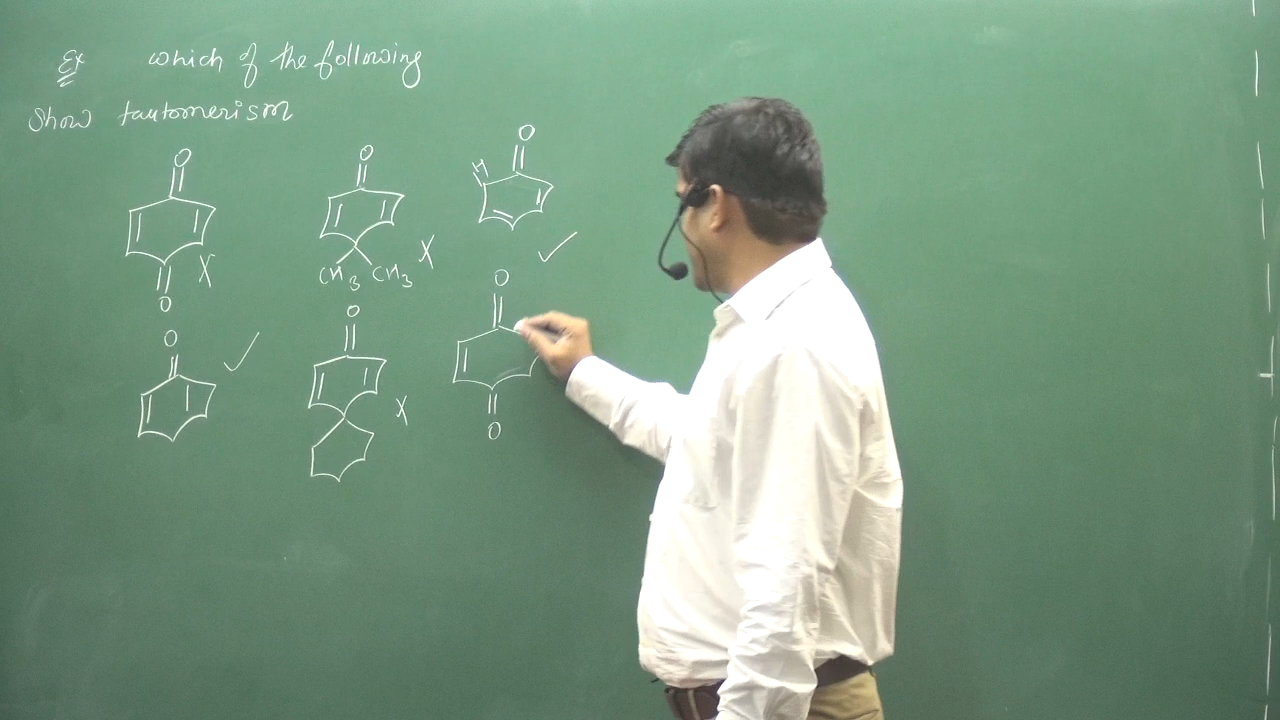 Ex which of the following
Show tautomerism
O O O
H
X CH3 CH3 X ✓
O
O O O
✓
X
O